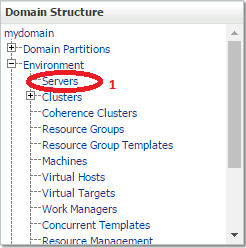 Domain Structure
mydomain
Domain Partitions
Environment
Servers 1
Clusters
Coherence Clusters
Resource Groups
Resource Group Templates
Machines
Virtual Hosts
Virtual Targets
Work Managers
Concurrent Templates
Resource Management